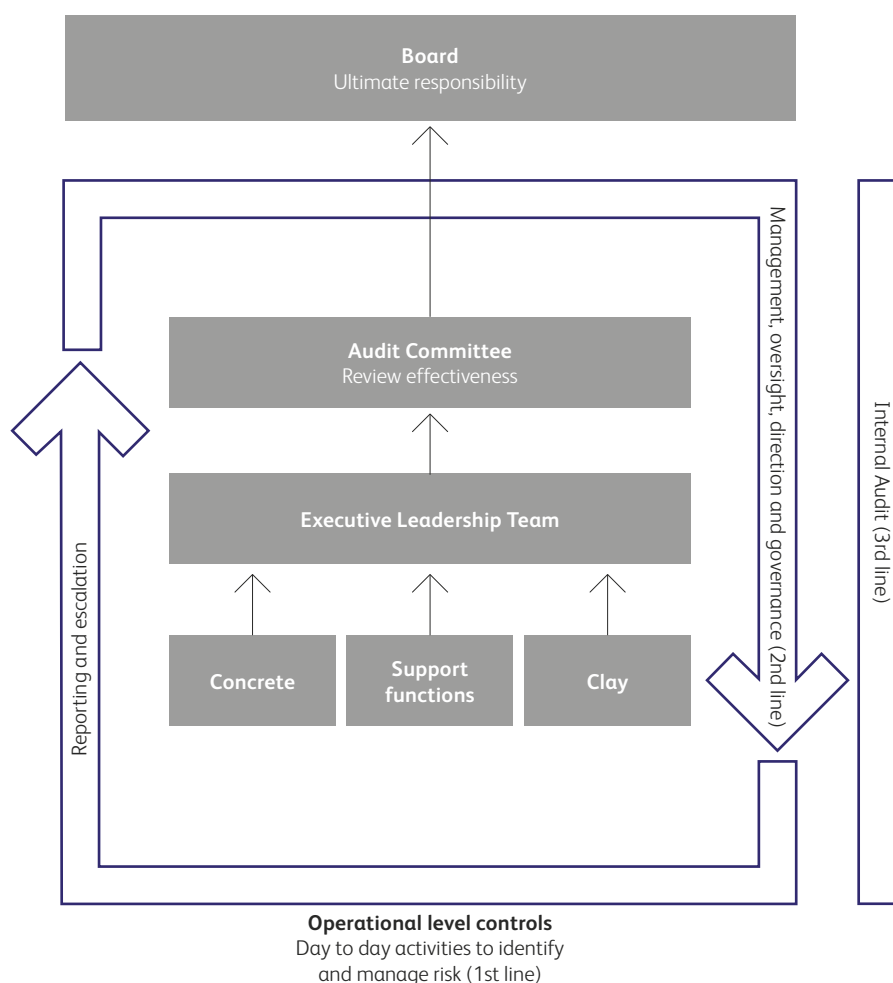 Board
Ultimate responsibility
Management, oversight, direction and governance (2nd line)
Internal Audit (3rd line)
Audit Committee
Review effectiveness
Executive Leadership Team
Reporting and escalation
Concrete
Support
functions
Clay
Operational level controls
Day to day activities to identify
and manage risk (1st line)